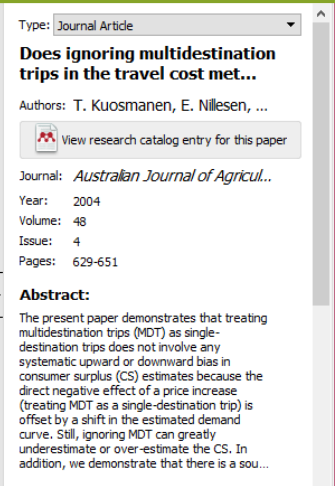 Type: Journal Article
Does ignoring multidestination
trips in the travel cost met...
Authors: T. Kuosmanen, E. Nillesen, ...
View research catalog entry for this paper
Journal: Australian Journal of Agricul...
Year: 2004
Volume: 48
Issue: 4
Pages: 629-651
Abstract:
The present paper demonstrates that treating
multidestination trips (MDT) as single-
destination trips does not involve any
systematic upward or downward bias in
consumer surplus (CS) estimates because the
direct negative effect of a price increase
(treating MDT as a single-destination trip) is
offset by a shift in the estimated demand
curve. Still, ignoring MDT can greatly
underestimate or over-estimate the CS. In
addition, we demonstrate that there is a sou...